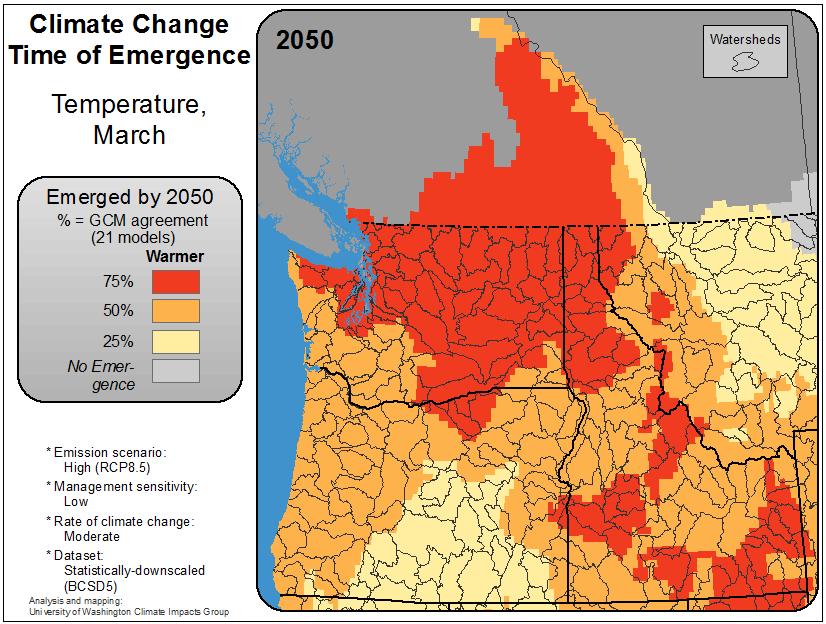 Climate Change
Time of Emergence
Temperature,
March
Emerged by 2050
% = GCM agreement
(21 models)
Warmer
75%
50%
25%
No Emer-
gence
* Emission scenario:
High (RCP8.5)
* Management sensitivity:
Low
* Rate of climate change:
Moderate
* Dataset:
Statistically-downscaled
(BCSD5)
Analysis and mapping:
University of Washington Climate Impacts Group
2050
Watersheds